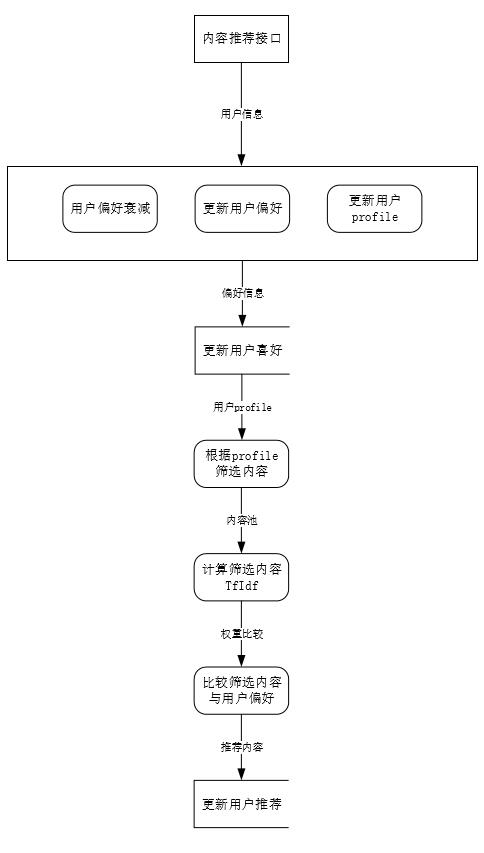 内容推荐接口
用户信息
用户偏好衰减
更新用户偏好
更新用户
profile
偏好信息
更新用户喜好
用户profile
根据profile
筛选内容
内容池
计算筛选内容
TfIdf
权重比较
比较筛选内容
与用户偏好
推荐内容
更新用户推荐